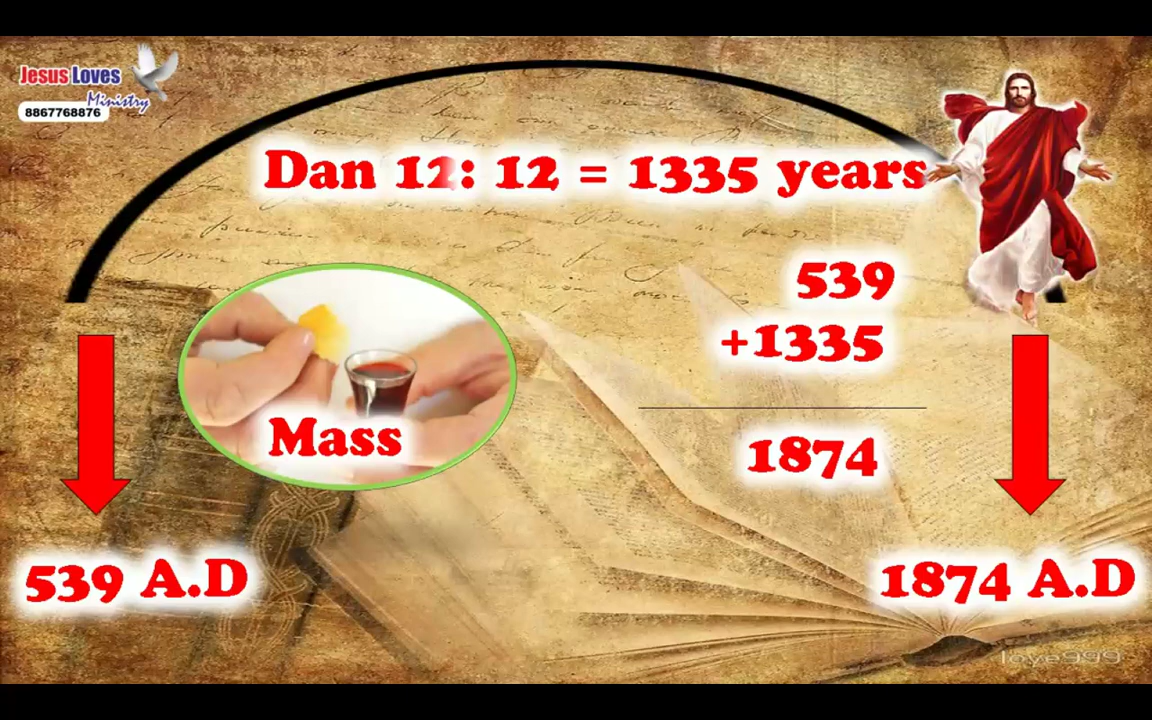 Jesus Loves
Ministry
8867768876
Dan 12: 12 = 1335 years
539
+1335
1874
Mass
539 A.D
1874 A.D
love999